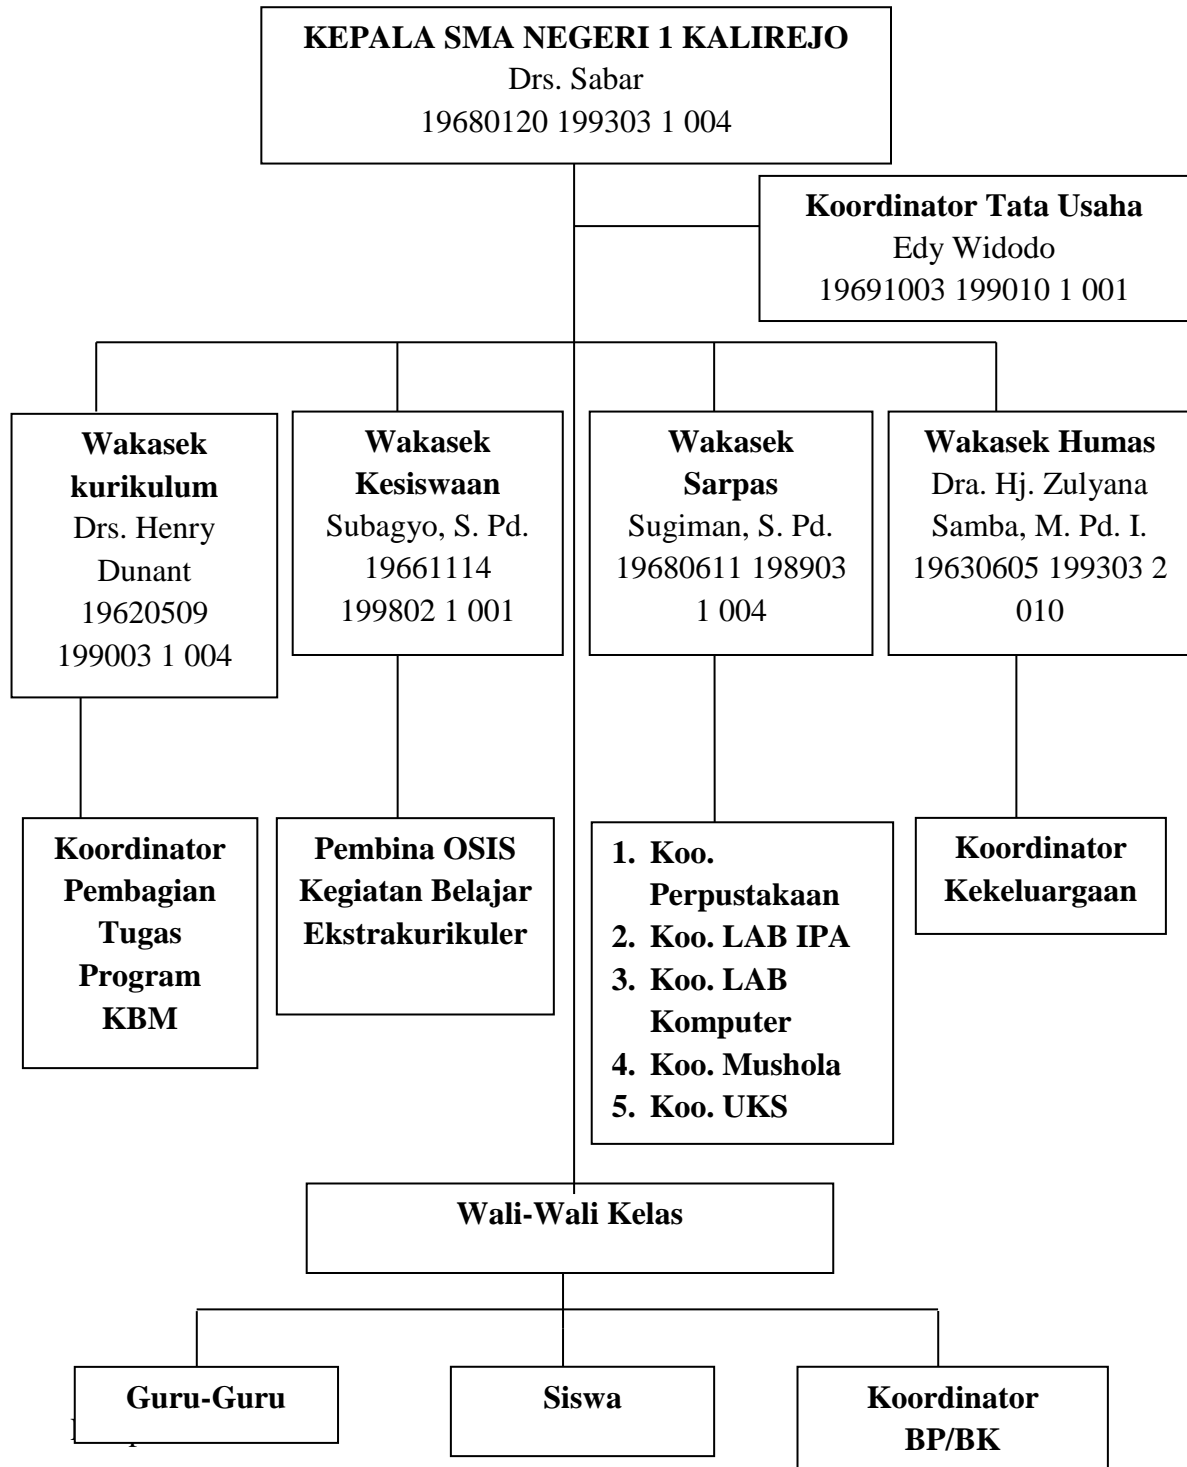 KEPALA SMA NEGERI 1 KALIREJO
Drs. Sabar
19680120 199303 1 004
Koordinator Tata Usaha
Edy Widodo
19691003 199010 1 001
Wakasek
kurikulum
Drs. Henry
Dunant
19620509
199003 1 004
Wakasek
Kesiswaan
Subagyo, S. Pd.
19661114
199802 1 001
Wakasek
Sarpas
Sugiman, S. Pd.
19680611 198903
1 004
Wakasek Humas
Dra. Hj. Zulyana
Samba, M. Pd. I.
19630605 199303 2
010
Koordinator
Pembagian
Tugas
Program
KBM
Pembina OSIS
Kegiatan Belajar
Ekstrakurikuler
1. Koo.
Perpustakaan
2. Koo. LAB IPA
3. Koo. LAB
Komputer
4. Koo. Mushola
5. Koo. UKS
Koordinator
Kekeluargaan
Wali-Wali Kelas
Guru-Guru
Siswa
Koordinator
BP/BK